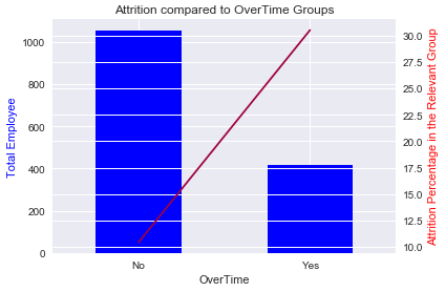 Attrition compared to OverTime Groups
Total Employee
1000
800
600
400
200
0
No
Yes
OverTime
30.0
27.5
25.0
22.5
20.0
17.5
15.0
12.5
10.0
Attrition Percentage in the Relevant Group